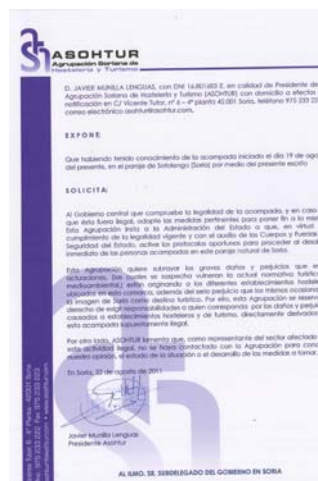 ASOHTUR
Agrupación Soriana de
Hostelería y Turismo
D. JAVIER MUNILLA LENGUAS, con DNI 16.801.603 E, en calidad de Presidente de
Agrupación Soriana de Hostelería y Turismo (ASOHTUR) con domicilio a efectos
notificación en C/ Vicente Tutor, nº 6 – 4ª planta 42.001 Soria, teléfono 975 233 22
correo electrónico asohtur@asohtur.com,
EXPONE:
Que habiendo tenido conocimiento de la acampada iniciada el día 19 de ago
del presente, en el paraje de Sotolengo (Soria) por medio del presente escrito
SOLICITA:
Al Gobierno central que compruebe la legalidad de la acampada, y en caso
que ésta fuera ilegal, adopte las medidas pertinentes para poner fin a la mism
Esta Agrupación insta a la Administración del Estado a que, en virtud
cumplimiento de la legalidad vigente y con el auxilio de los Cuerpos y Fuerzas
Seguridad del Estado, active los protocolos oportunos para proceder al desal
inmediato de las personas acampadas en este paraje natural de Soria.
Esta Agrupación quiere subrayar los graves daños y perjuicios que es
actuaciones, (las cuales se sospecha vulneran la actual normativa turístic
medioambiental,) están originando a los diferentes establecimientos hostele
ubicados en esta comarca, además del serio perjuicio que las mismas ocasiona
la imagen de Soria como destino turístico. Por ello, esta Agrupación se reserv
derecho de exigir responsabilidades a quien corresponda por los daños y perjui
causados a establecimientos hosteleros y de turismo, directamente derivados
esta acampada supuestamente ilegal.
Por otro lado, ASOHTUR lamenta que, como representante del sector afectado
esta actividad ilegal, no se haya contactado con la Agrupación para cono
nuestra opinión, el estado de la situación o el desarrollo de las medidas a tomar.
En Soria, 22 de agosto de 2011
Javier Munilla Lenguas
Presidente Asohtur
AL ILMO. SR. SUBDELEGADO DEL GOBIERNO EN SORIA